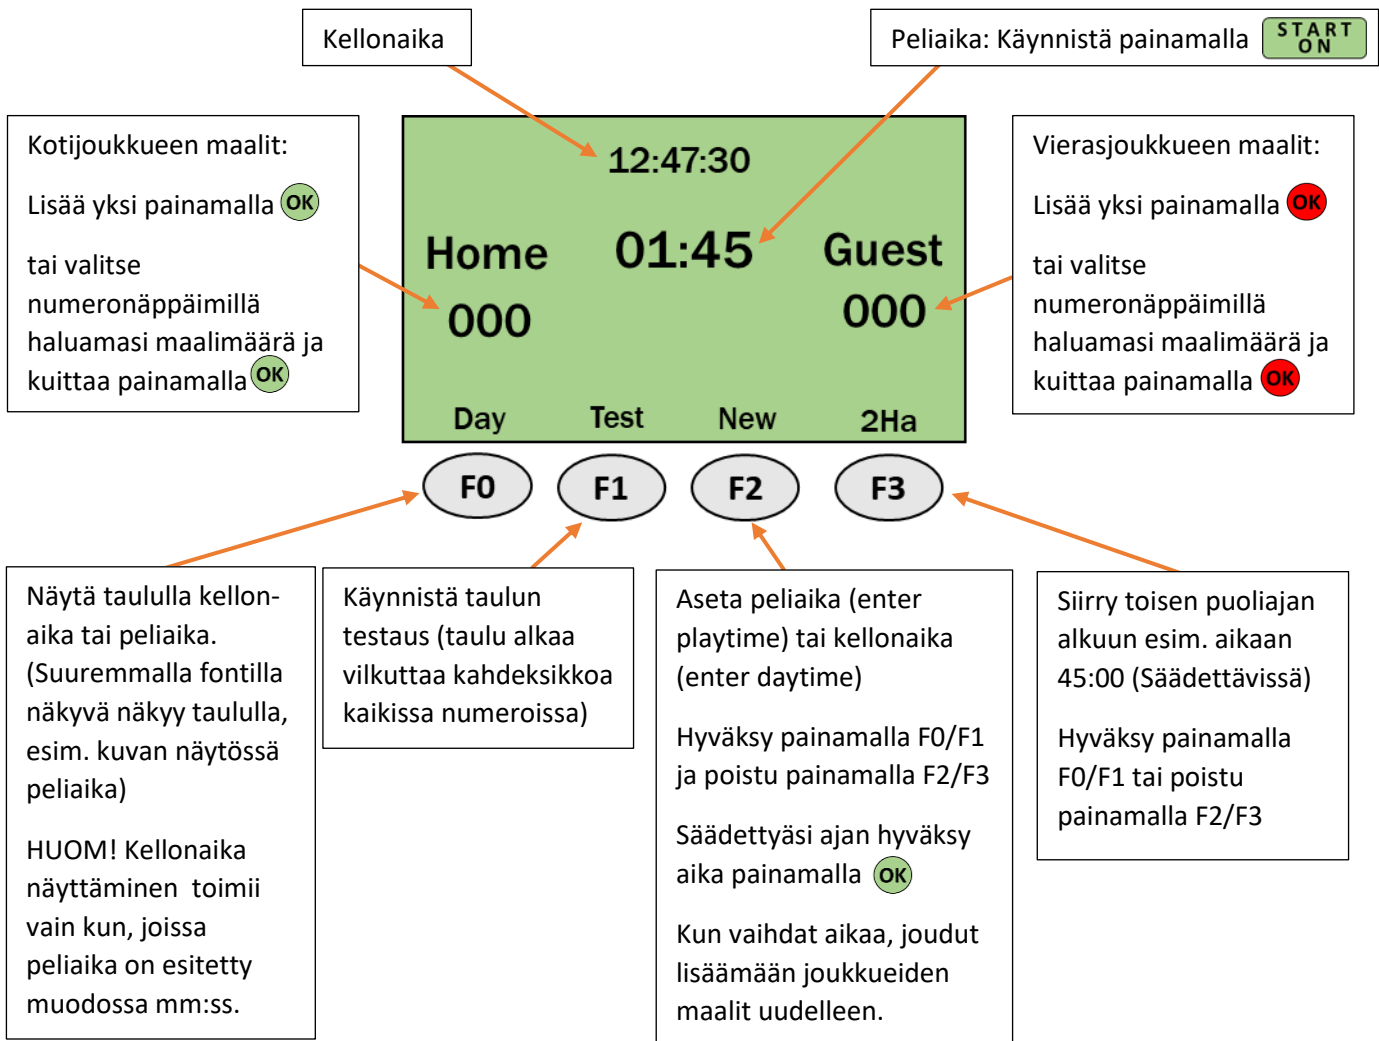 Kellonaika
Peliaika: Käynnistä painamalla START ON
Kotijoukkueen maalit:
Lisää yksi painamalla OK
tai valitse
numeronäppäimillä
haluamasi maalimäärä ja
kuittaa painamalla OK
12:47:30
Home 01:45 Guest
000 000
Day Test New 2Ha
Vierasjoukkueen maalit:
Lisää yksi painamalla OK
tai valitse
numeronäppäimillä
haluamasi maalimäärä ja
kuittaa painamalla OK
F0 F1 F2 F3
Näytä taululla kellon-
aika tai peliaika.
(Suuremmalla fontilla
näkyvä näkyy taululla,
esim. kuvan näytössä
peliaika)
HUOM! Kellonaika
näyttäminen toimii
vain kun, joissa
peliaika on esitetty
muodossa mm:ss.
Käynnistä taulun
testaus (taulu alkaa
vilkuttaa kahdeksikkoa
kaikissa numeroissa)
Aseta peliaika (enter
playtime) tai kellonaika
(enter daytime)
Hyväksy painamalla F0/F1
ja poistu painamalla F2/F3
Säädettyäsi ajan hyväksy
aika painamalla OK
Kun vaihdat aikaa, joudut
lisäämään joukkueiden
maalit uudelleen.
Siirry toisen puoliajan
alkuun esim. aikaan
45:00 (Säädettävissä)
Hyväksy painamalla
F0/F1 tai poistu
painamalla F2/F3